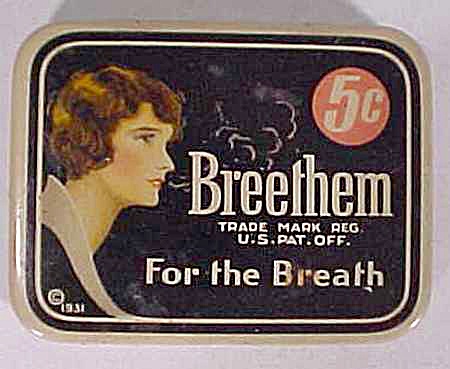 5c
Breethem
TRADE MARK REG.
U.S. PAT. OFF.
For the Breath
© 1931